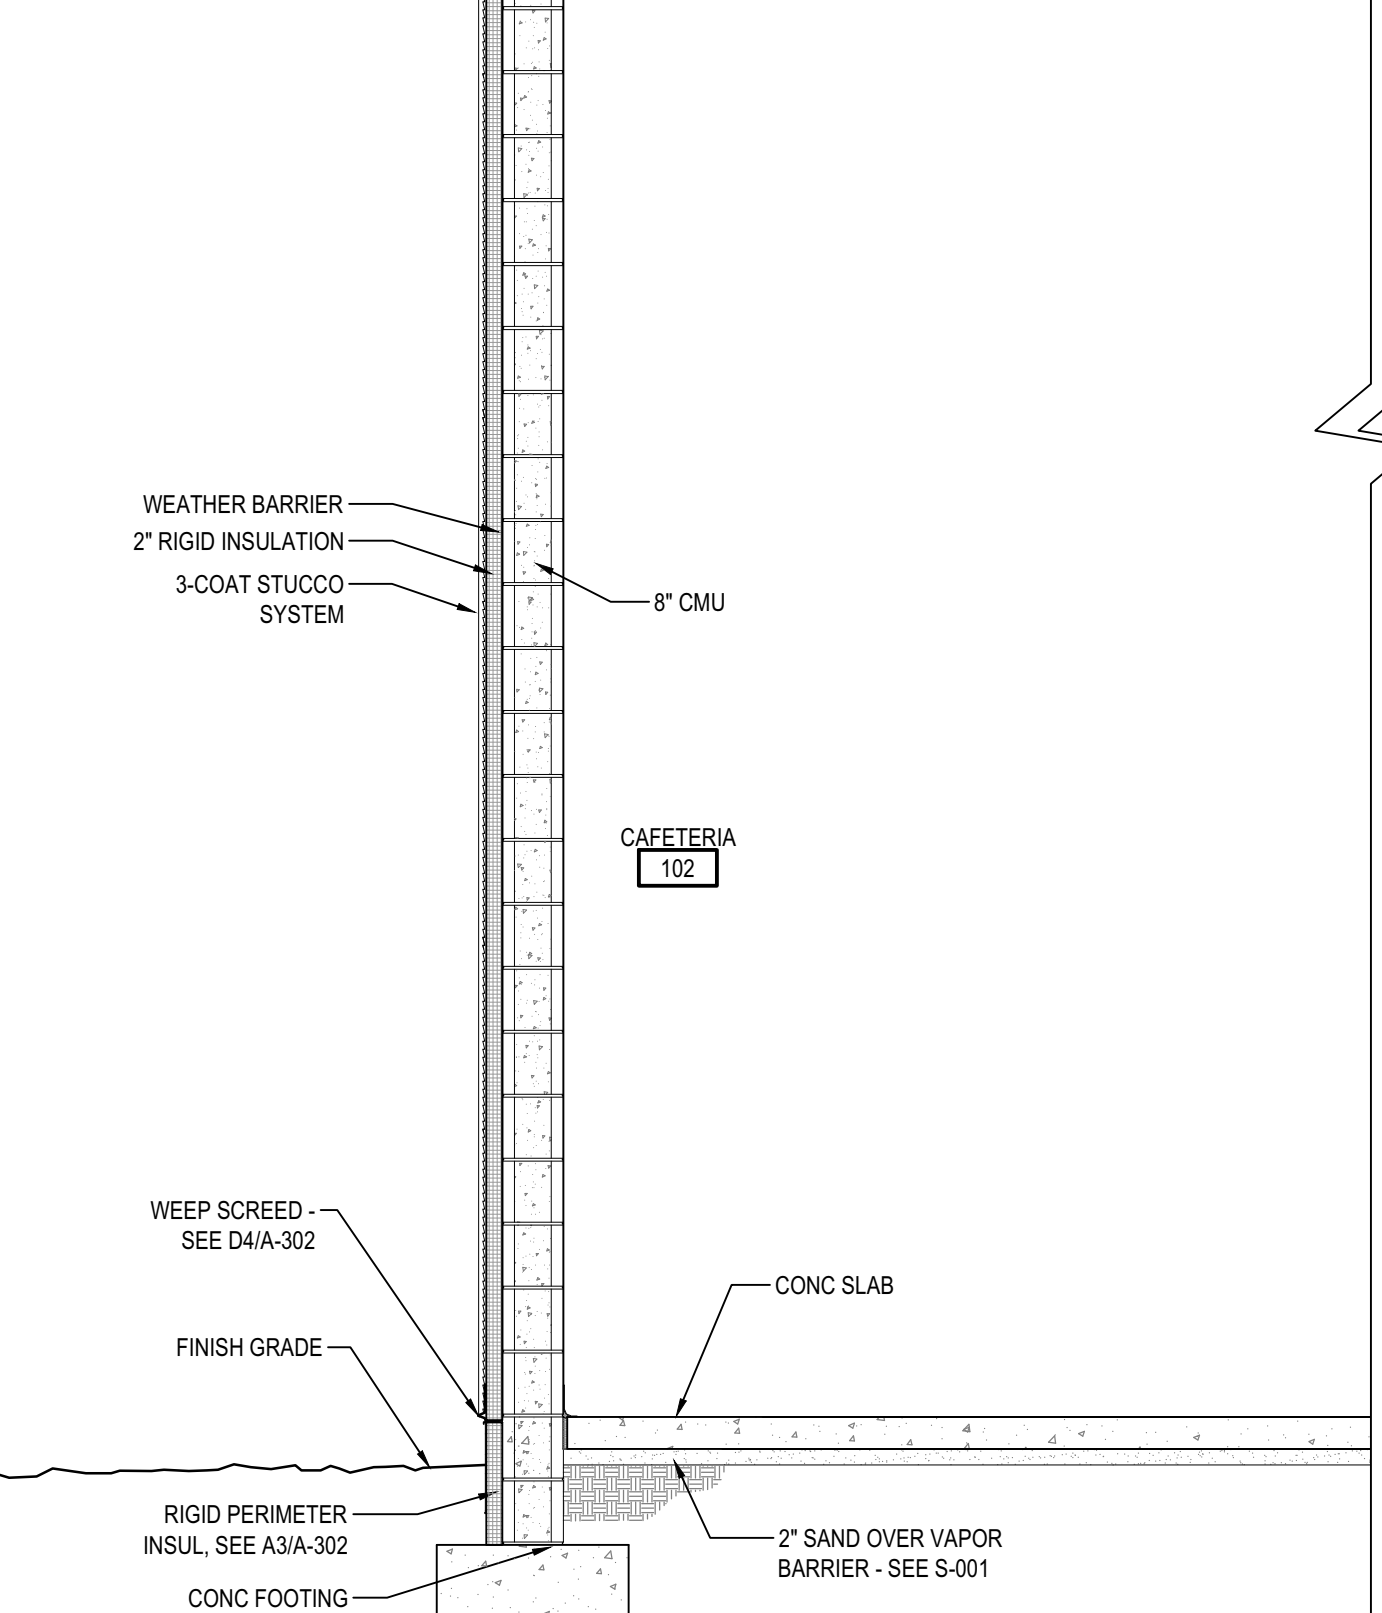 WEATHER BARRIER
2" RIGID INSULATION
3-COAT STUCCO
SYSTEM
8" CMU
CAFETERIA
102
WEEP SCREED -
SEE D4/A-302
CONC SLAB
FINISH GRADE
RIGID PERIMETER
INSUL, SEE A3/A-302
2" SAND OVER VAPOR
BARRIER - SEE S-001
CONC FOOTING